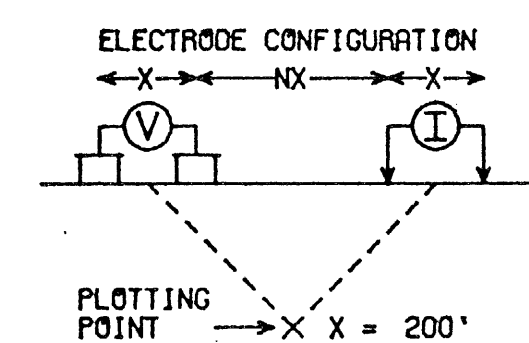 ELECTRODE CONFIGURATION
X NX X
V I
PLOTTING
POINT X X = 200'